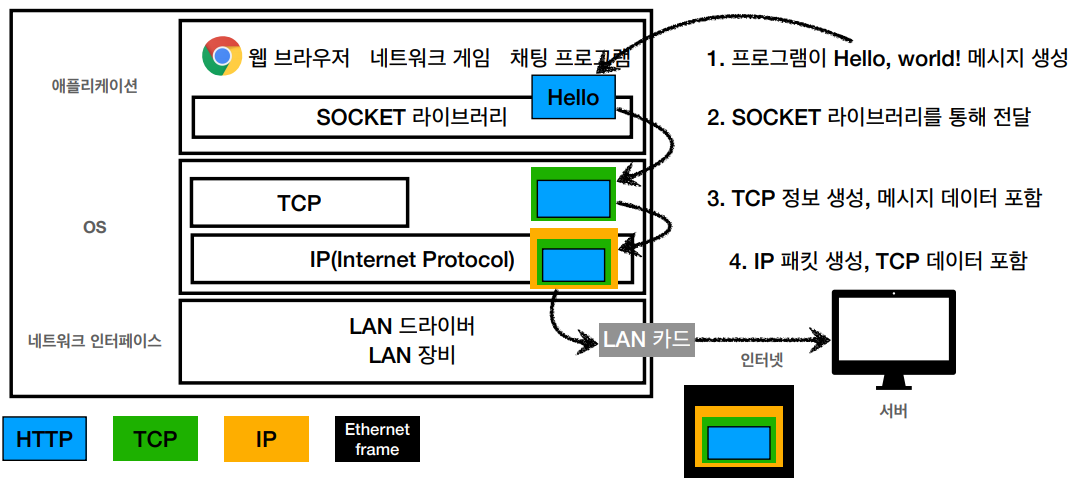 웹 브라우저 네트워크 게임 채팅 프로그램
1. 프로그램이 Hello, world! 메시지 생성
애플리케이션
Hello
SOCKET 라이브러리
2. SOCKET 라이브러리를 통해 전달
TCP
3. TCP 정보 생성, 메시지 데이터 포함
OS
IP(Internet Protocol)
4. IP 패킷 생성, TCP 데이터 포함
네트워크 인터페이스
LAN 드라이버
LAN 장비
LAN 카드
인터넷
서버
HTTP
TCP
IP
Ethernet
frame